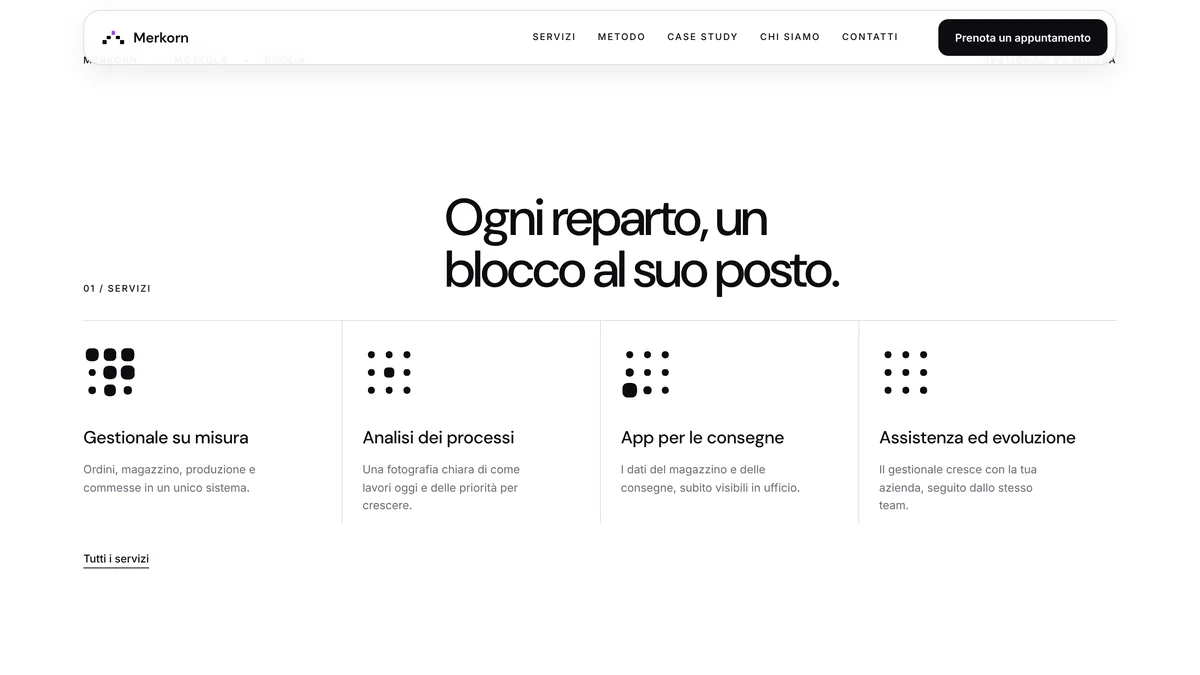 Merkorn
SERVIZI METODO CASE STUDY CHI SIAMO CONTATTI
Prenota un appuntamento
Ogni reparto, un
blocco al suo posto.
01 / SERVIZI
Gestionale su misura
Ordini, magazzino, produzione e
commesse in un unico sistema.
Analisi dei processi
Una fotografia chiara di come
lavori oggi e delle priorità per
crescere.
App per le consegne
I dati del magazzino e delle
consegne, subito visibili in ufficio.
Assistenza ed evoluzione
Il gestionale cresce con la tua
azienda, seguito dallo stesso
team.
Tutti i servizi